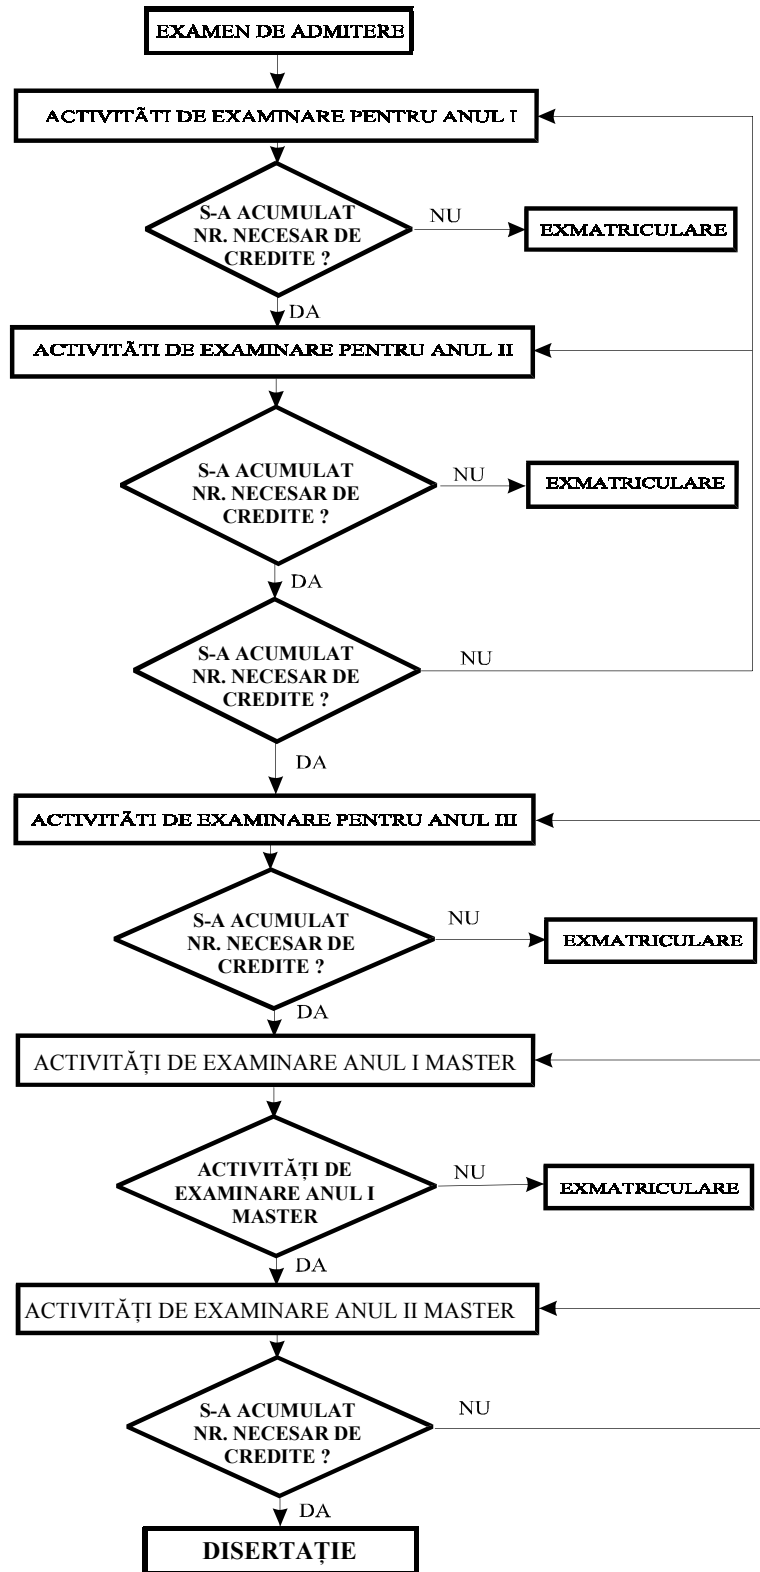 EXAMEN DE ADMITERE
ACTIVITÃTI DE EXAMINARE PENTRU ANUL I
S-A ACUMULAT
NR. NECESAR DE
CREDITE ?
NU
EXMATRICULARE
DA
ACTIVITÃTI DE EXAMINARE PENTRU ANUL II
S-A ACUMULAT
NR. NECESAR DE
CREDITE ?
NU
EXMATRICULARE
DA
S-A ACUMULAT
NR. NECESAR DE
CREDITE ?
NU
DA
ACTIVITÃTI DE EXAMINARE PENTRU ANUL III
S-A ACUMULAT
NR. NECESAR DE
CREDITE ?
NU
EXMATRICULARE
DA
ACTIVITĂȚI DE EXAMINARE ANUL I MASTER
ACTIVITĂȚI DE
EXAMINARE ANUL I
MASTER
NU
EXMATRICULARE
DA
ACTIVITĂȚI DE EXAMINARE ANUL II MASTER
S-A ACUMULAT
NR. NECESAR DE
CREDITE ?
NU
DA
DISERTAȚIE